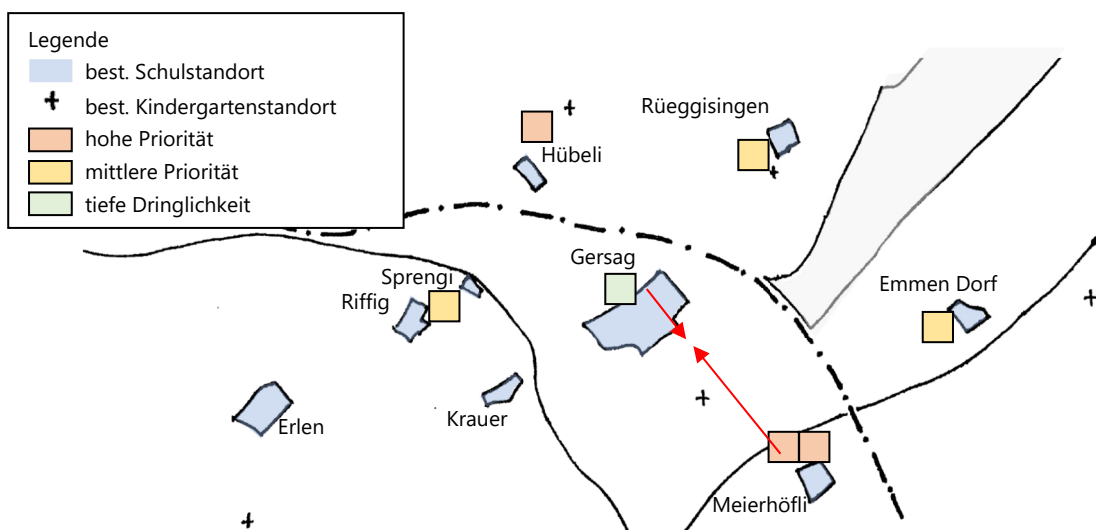 Legende
best. Schulstandort
best. Kindergartenstandort
hohe Priorität
mittlere Priorität
tiefe Dringlichkeit
Rüeggisingen
Hübeli
Gersag
Sprengi
Riffig
Emmen Dorf
Krauer
Erlen
Meierhöfli